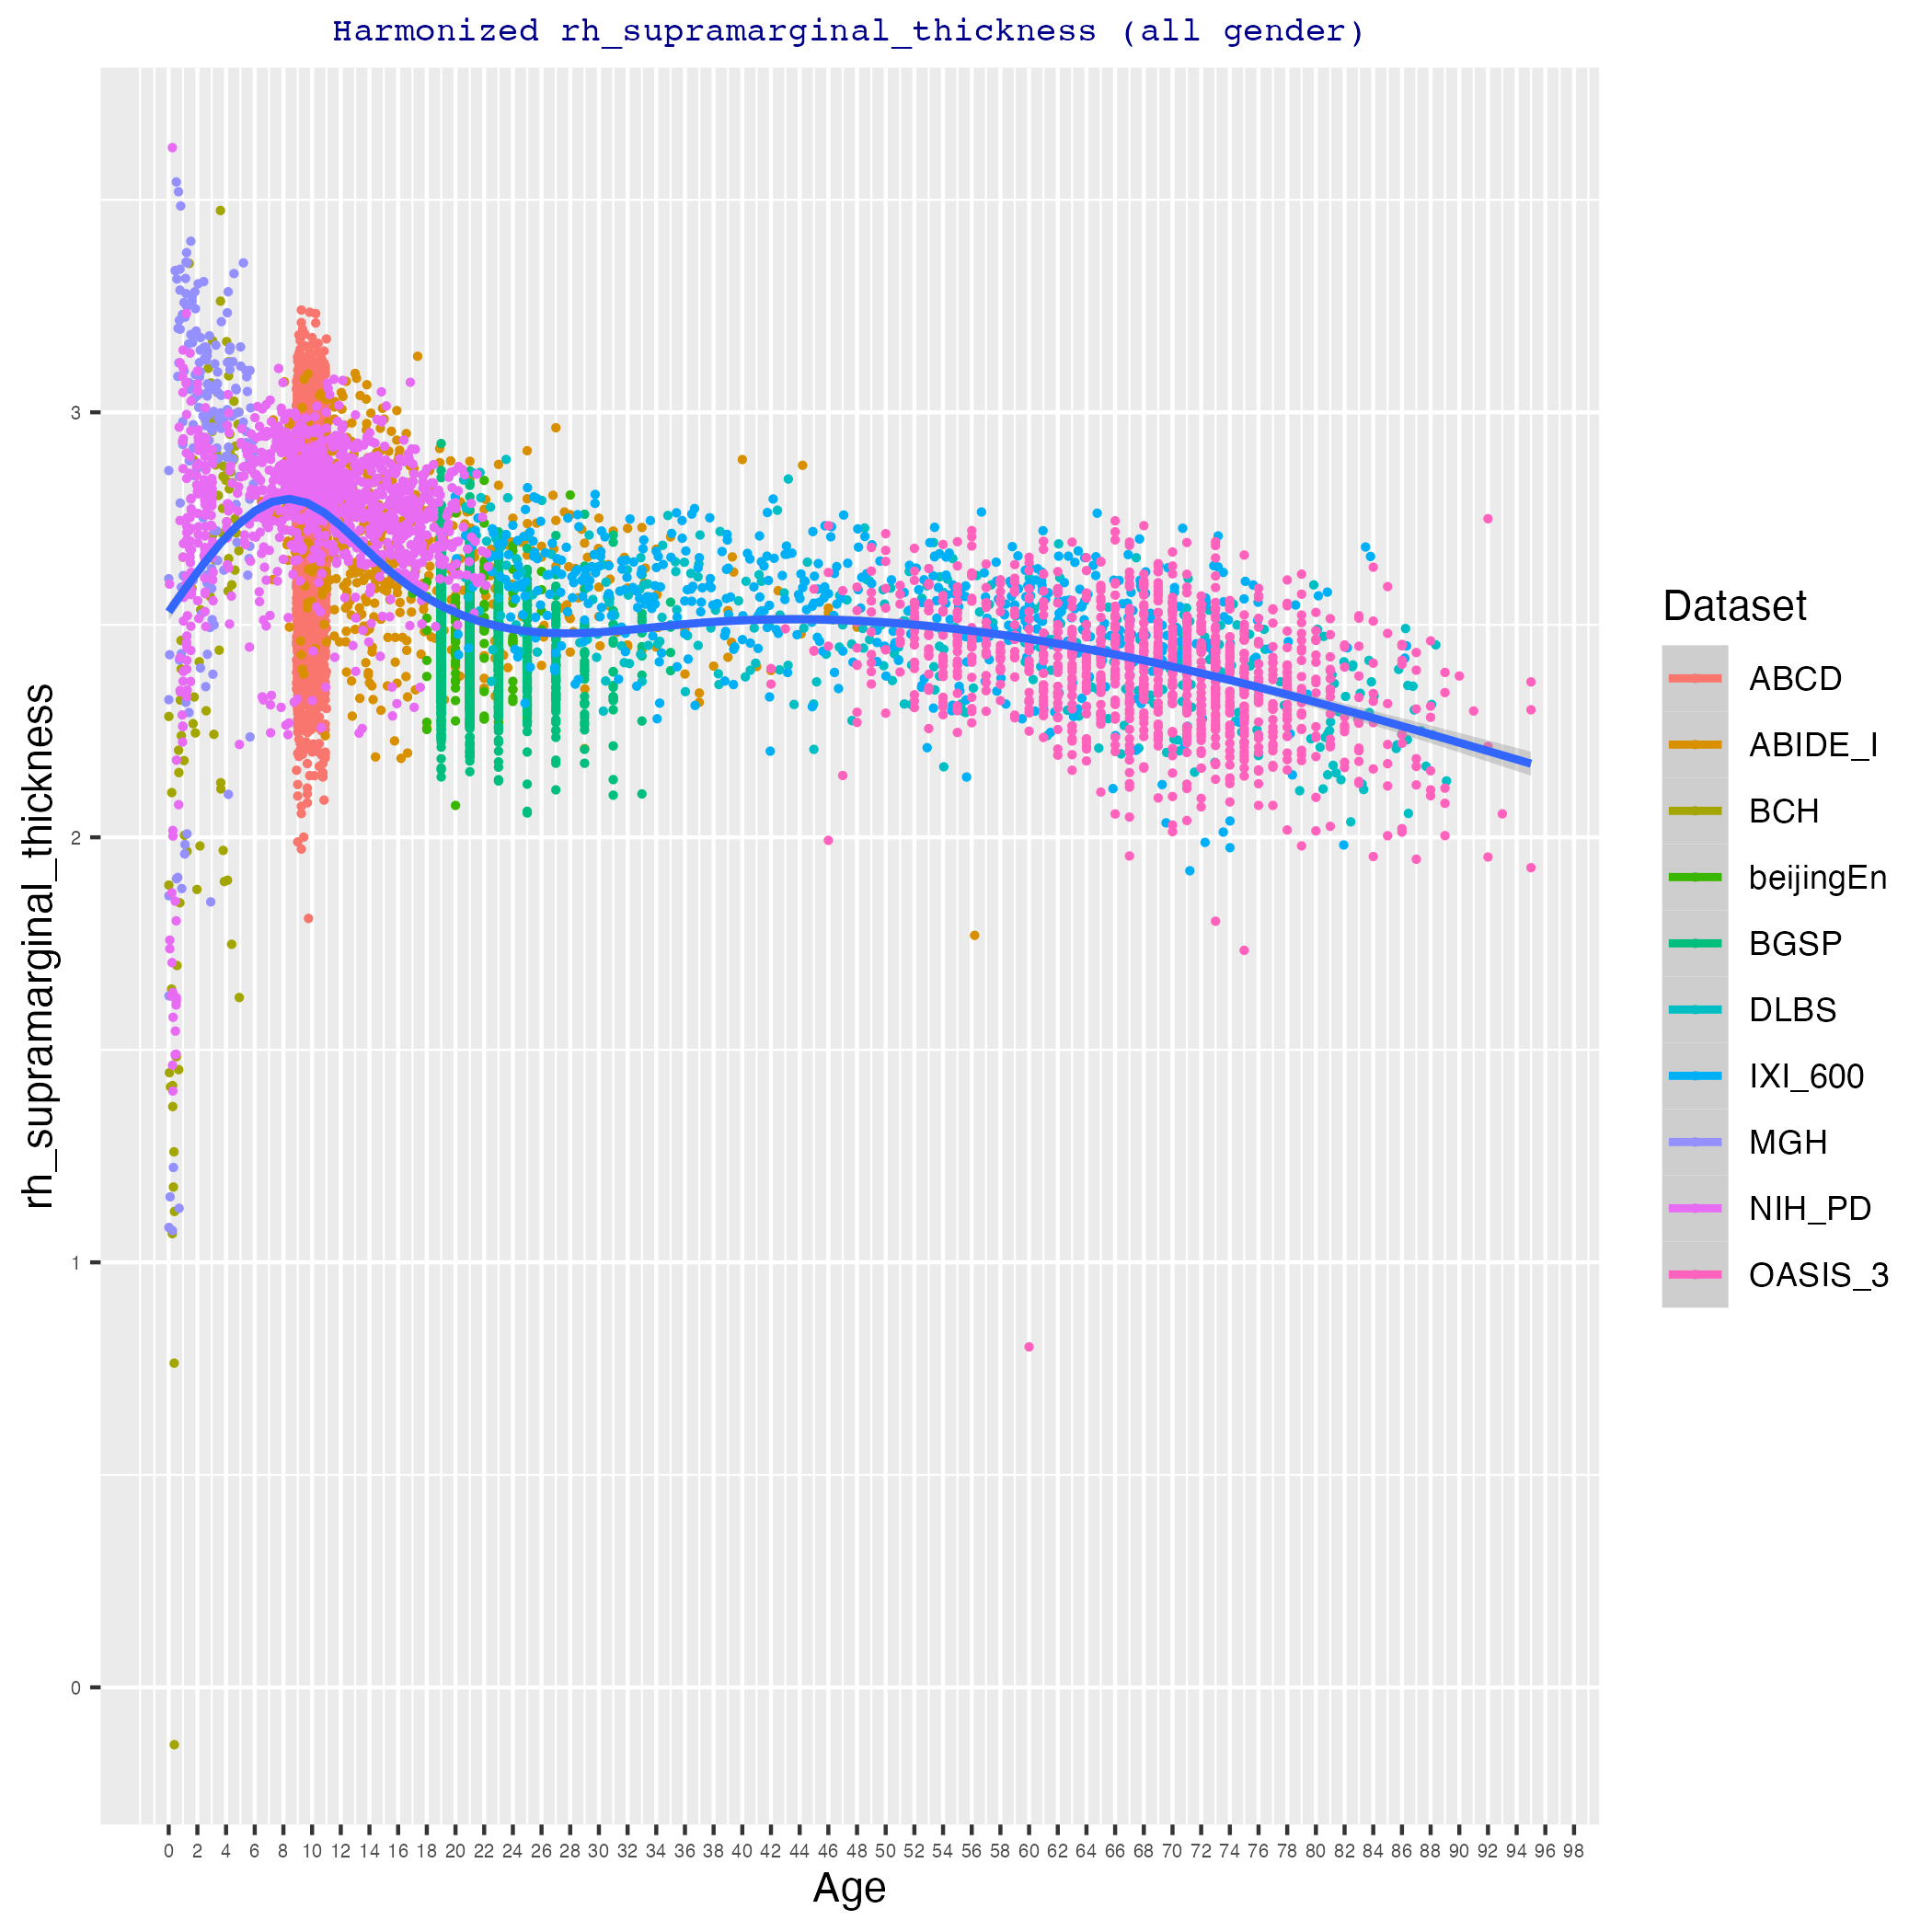 Harmonized rh_supramarginal_thickness (all gender)
rh_supramarginal_thickness
3
2
1
0
0 2 4 6 8 10 12 14 16 18 20 22 24 26 28 30 32 34 36 38 40 42 44 46 48 50 52 54 56 58 60 62 64 66 68 70 72 74 76 78 80 82 84 86 88 90 92 94 96 98
Age
Dataset
ABCD
ABIDE_I
BCH
beijingEn
BGSP
DLBS
IXI_600
MGH
NIH_PD
OASIS_3